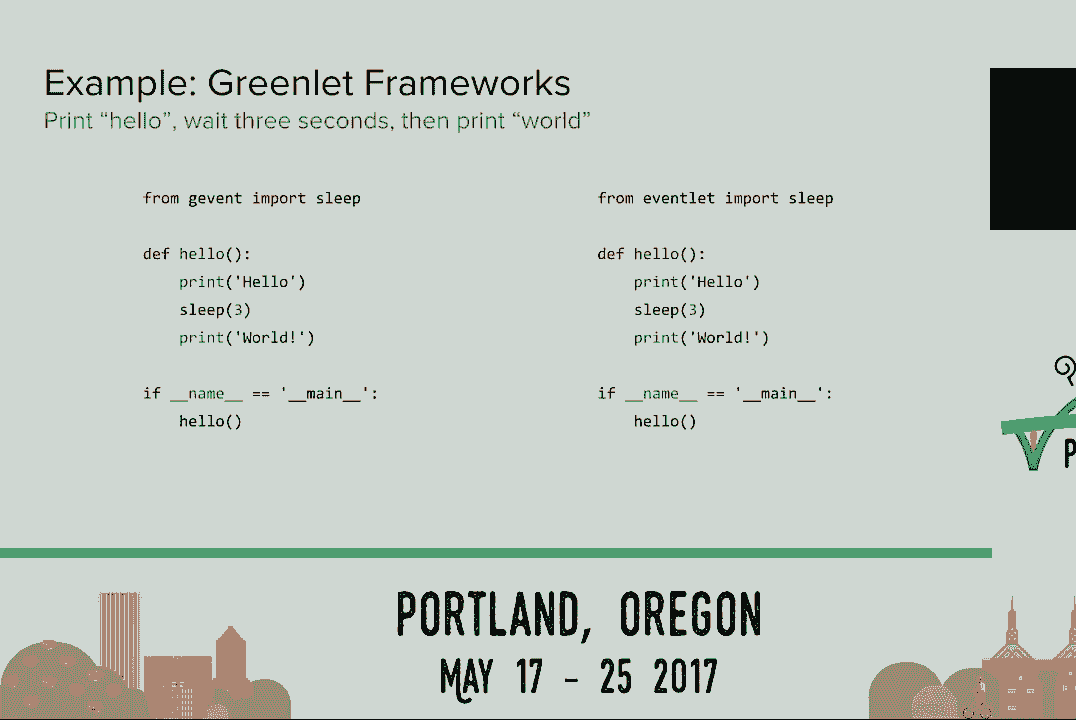 Example: Greenlet Frameworks
Print “hello”, wait three seconds, then print “world”
from gevent import sleep
def hello():
    print('Hello')
    sleep(3)
    print('World!')
if __name__ == '__main__':
    hello()
from eventlet import sleep
def hello():
    print('Hello')
    sleep(3)
    print('World!')
if __name__ == '__main__':
    hello()
P
PORTLAND, OREGON
MAY 17 - 25 2017